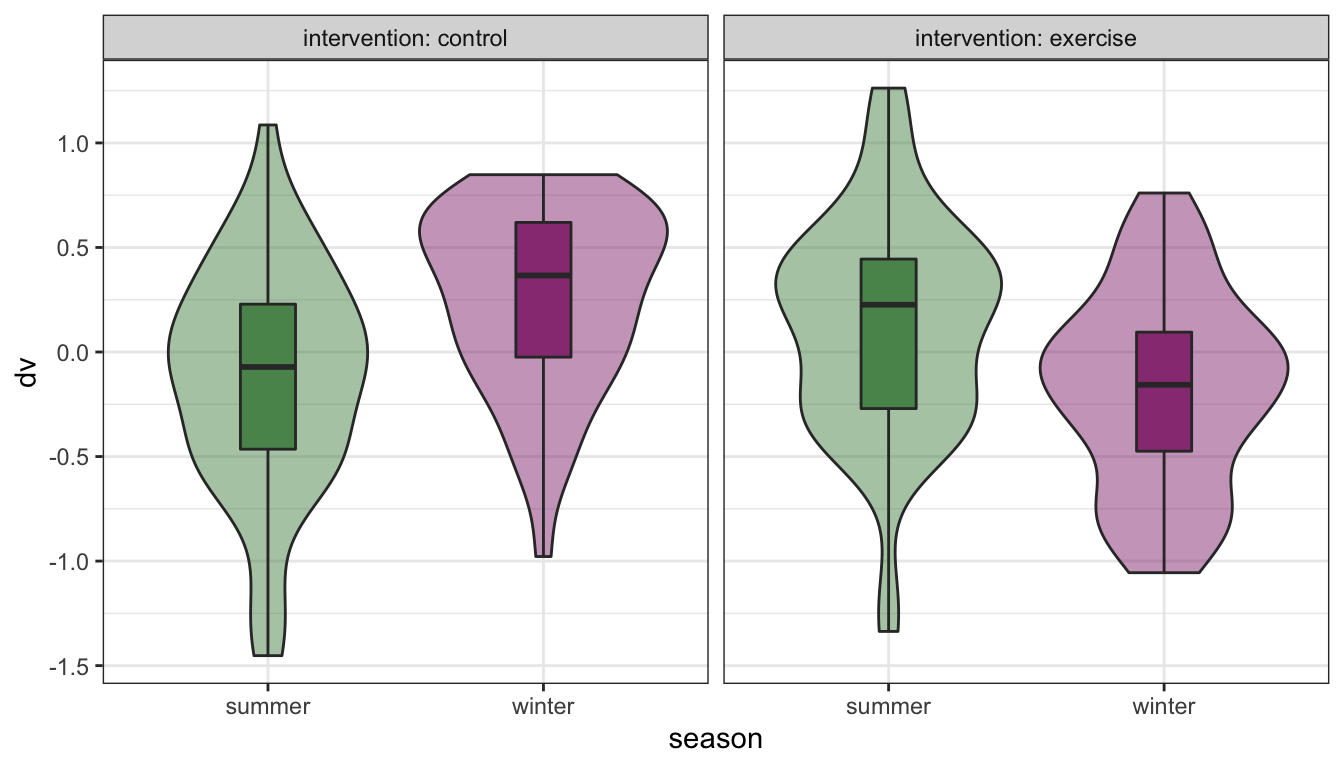 intervention: control
intervention: exercise
dv
1.0
0.5
0.0
-0.5
-1.0
-1.5
summer
winter
summer
winter
season